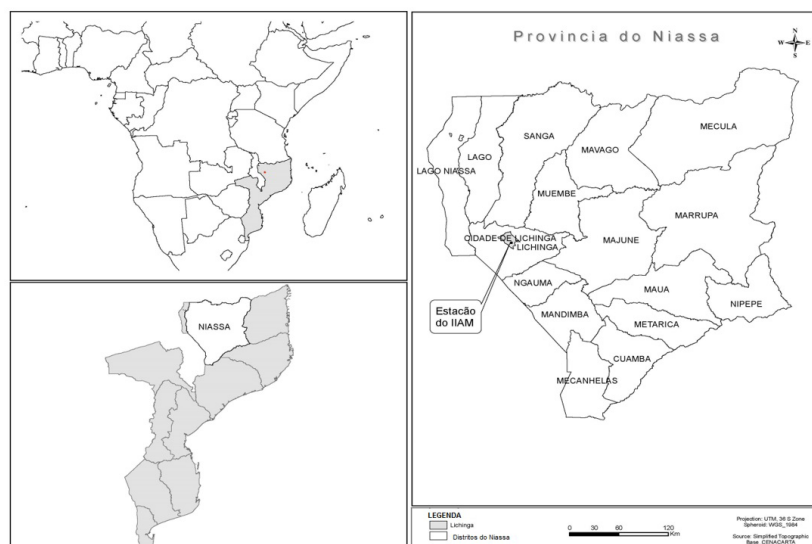 NIASSA
Provincia do Niassa
N
W E
S
MECULA
SANGA
MAVAGO
LAGO
LAGO NIASSA
MUEMBE
MARRUPA
CIDADE DE LICHINGA
LICHINGA
MAJUNE
NGAUMA
MAUA
NIPEPE
Estacão
do IIAM
MANDIMBA
METARICA
CUAMBA
MECANHELAS
LEGENDA
Lichinga
Distritos do Niassa
0 30 60 120
Km
Projection: UTM, 36 S Zone
Spheroid: WGS_1984
Source: Simplified Topographic
Base CENACARTA